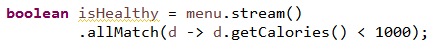 boolean isHealthy = menu.stream()
.allMatch(d -> d.getCalories() < 1000);